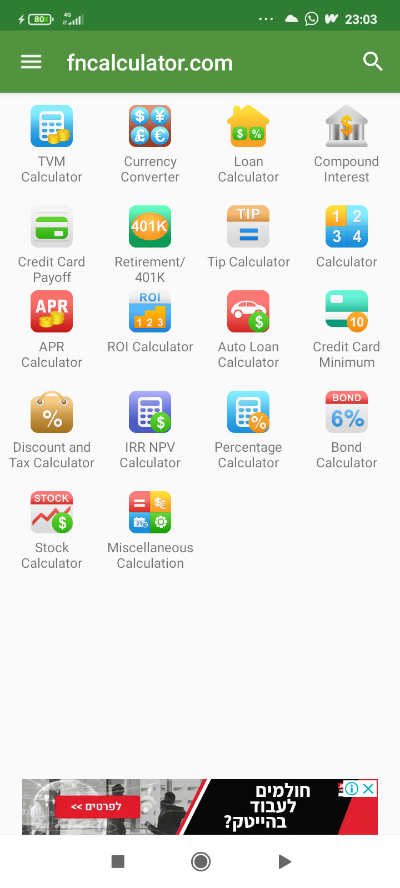 80 4G ... 23:03
fncalculator.com
$ ¥ £ €
$ %
$
TVM
Calculator
Currency
Converter
Loan
Calculator
Compound
Interest
401K
TIP
=
1 2
3 4
Credit Card
Payoff
Retirement/
401K
Tip Calculator
Calculator
APR
ROI
1 2 3
$
10
APR
Calculator
ROI Calculator
Auto Loan
Calculator
Credit Card
Minimum
%
$
%
BOND
6%
Discount and
Tax Calculator
IRR NPV
Calculator
Percentage
Calculator
Bond
Calculator
STOCK
$
= $€
Stock
Calculator
Miscellaneous
Calculation
חולמים
לעבוד
בהייטק?
לפרטים >>